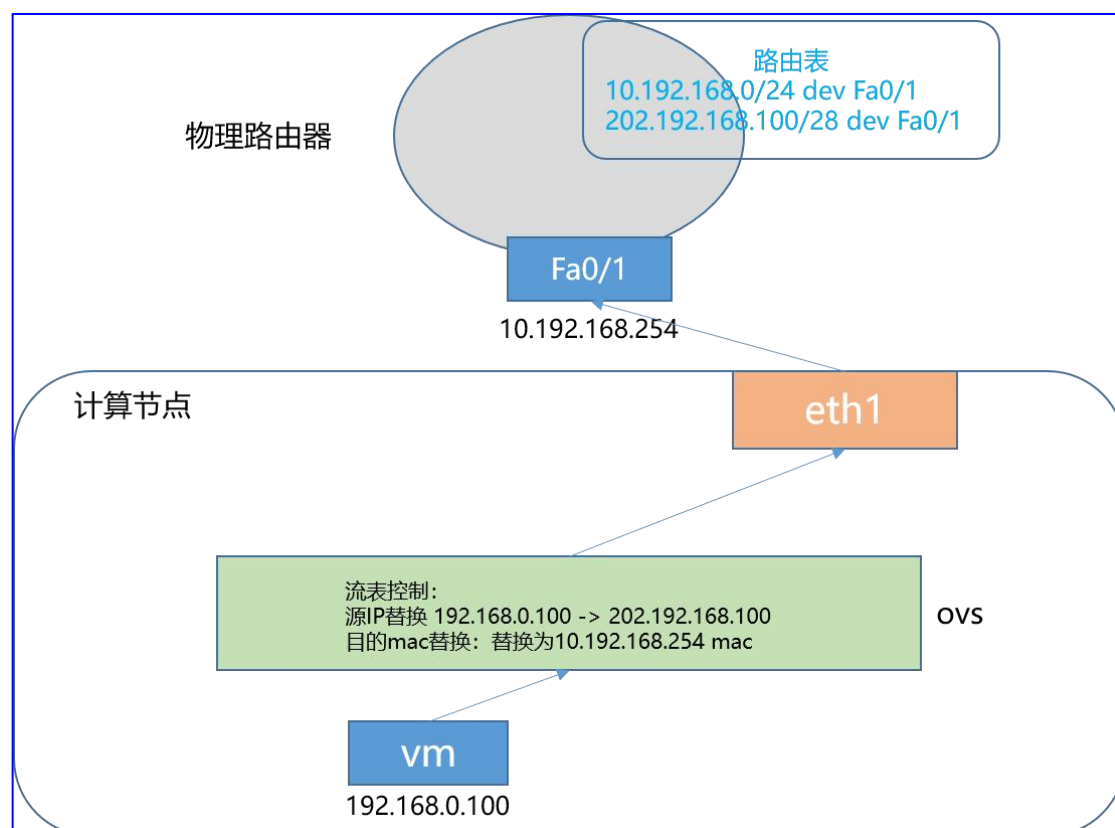 路由表
10.192.168.0/24 dev Fa0/1
202.192.168.100/28 dev Fa0/1
物理路由器
Fa0/1
10.192.168.254
计算节点
eth1
流表控制：
源IP替换 192.168.0.100 -> 202.192.168.100
目的mac替换：替换为10.192.168.254 mac
OVS
vm
192.168.0.100